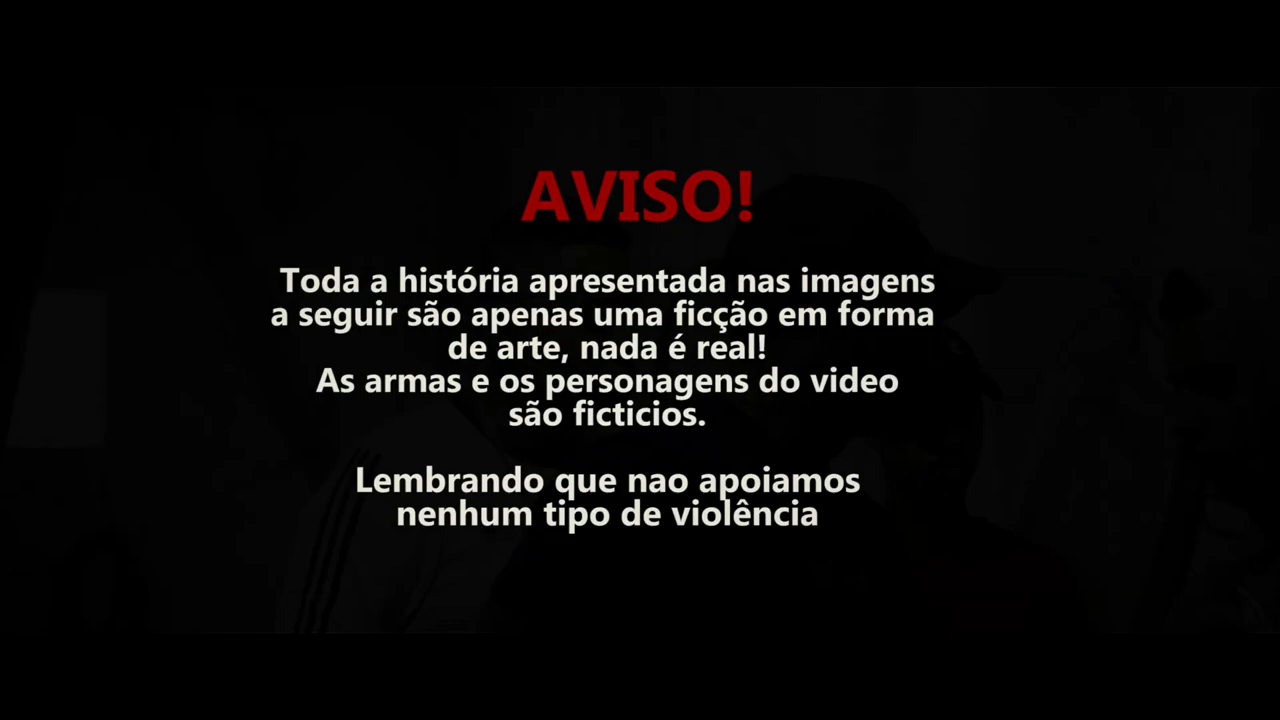 AVISO!
Toda a história apresentada nas imagens
a seguir são apenas uma ficção em forma
de arte, nada é real!
As armas e os personagens do video
são ficticios.
Lembrando que nao apoiamos
nenhum tipo de violência